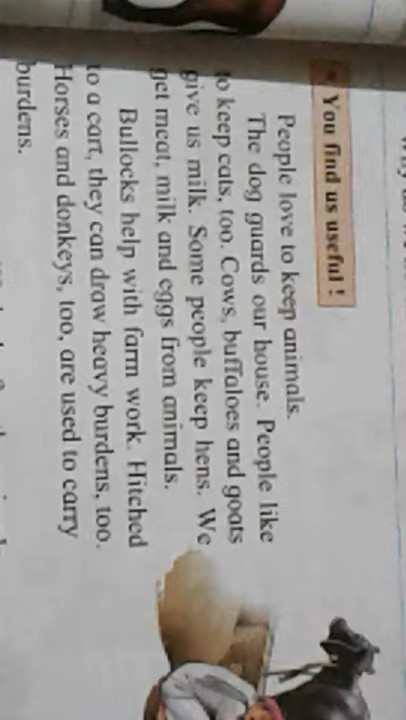 You find us useful!
People love to keep animals.
The dog guards our house. People like
to keep cats, too. Cows, buffaloes and goats
give us milk. Some people keep hens. We
get meat, milk and eggs from animals.
Bullocks help with farm work. Hitched
to a cart, they can draw heavy burdens, too.
Horses and donkeys, too, are used to carry
burdens.